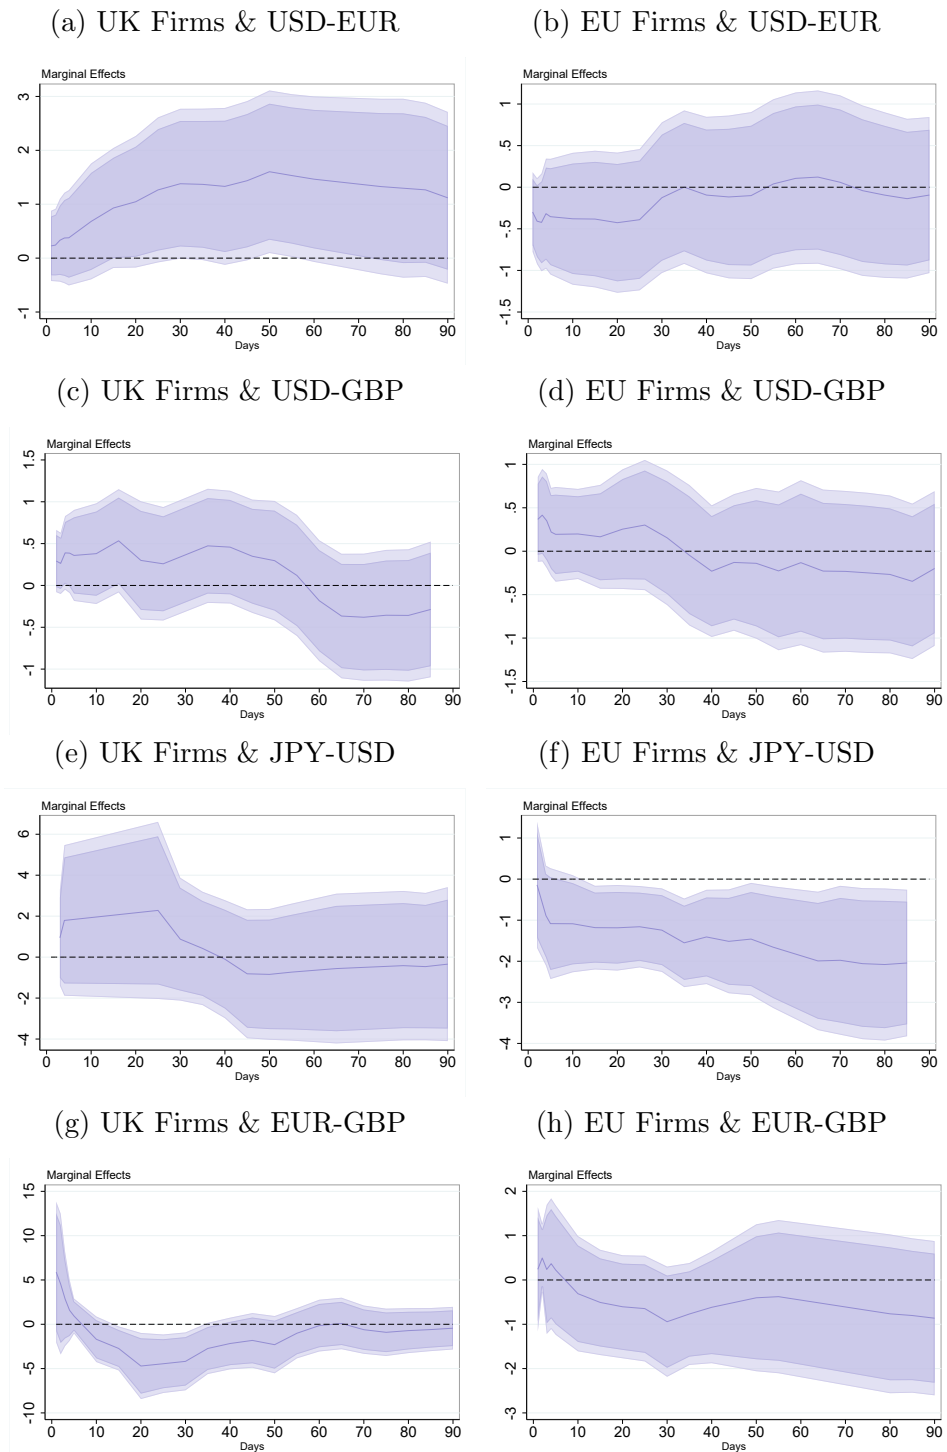 (a) UK Firms & USD-EUR
Marginal Effects
3
2
1
0
-1
0 10 20 30 40 50 60 70 80 90
Days
(b) EU Firms & USD-EUR
Marginal Effects
1
.5
0
-.5
-1
-1.5
0 10 20 30 40 50 60 70 80 90
Days
(c) UK Firms & USD-GBP
Marginal Effects
1.5
1
.5
0
-.5
-1
0 10 20 30 40 50 60 70 80 90
Days
(d) EU Firms & USD-GBP
Marginal Effects
1
.5
0
-.5
-1
-1.5
0 10 20 30 40 50 60 70 80 90
Days
(e) UK Firms & JPY-USD
Marginal Effects
6
4
2
0
-2
-4
0 10 20 30 40 50 60 70 80 90
Days
(f) EU Firms & JPY-USD
Marginal Effects
1
0
-1
-2
-3
-4
0 10 20 30 40 50 60 70 80 90
Days
(g) UK Firms & EUR-GBP
Marginal Effects
15
10
5
0
-5
-10
0 10 20 30 40 50 60 70 80 90
Days
(h) EU Firms & EUR-GBP
Marginal Effects
2
1
0
-1
-2
-3
0 10 20 30 40 50 60 70 80 90
Days